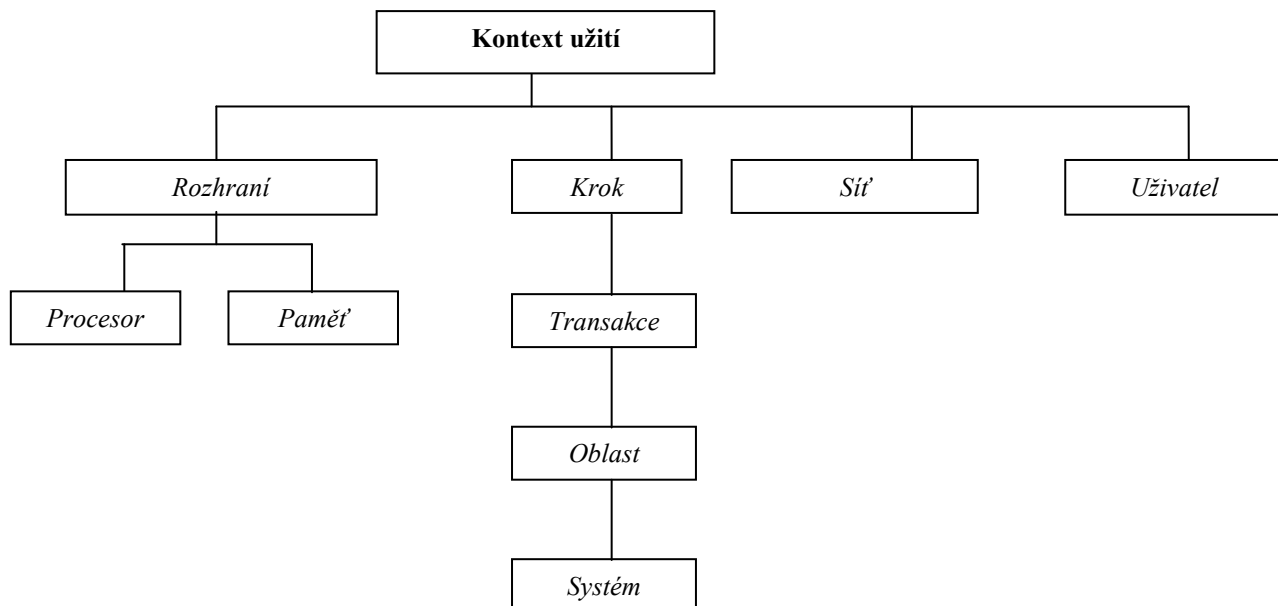 Kontext užití
Rozhraní
Krok
Síť
Uživatel
Procesor
Paměť
Transakce
Oblast
Systém